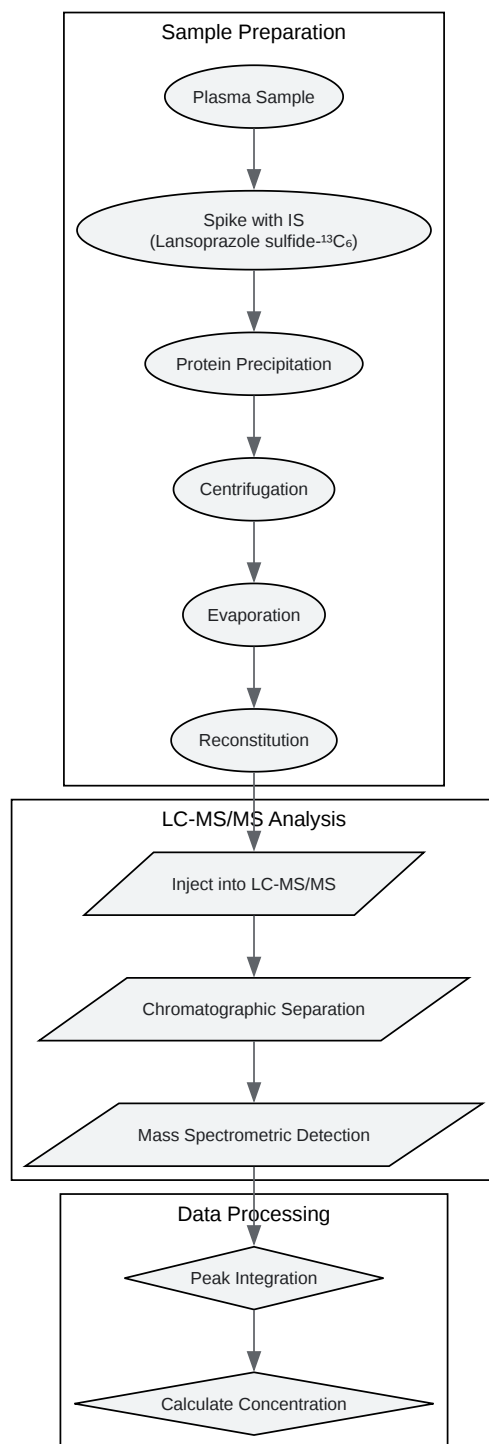 Sample Preparation
Plasma Sample
Spike with IS
(Lansoprazole sulfide-¹³C₆)
Protein Precipitation
Centrifugation
Evaporation
Reconstitution
LC-MS/MS Analysis
Inject into LC-MS/MS
Chromatographic Separation
Mass Spectrometric Detection
Data Processing
Peak Integration
Calculate Concentration